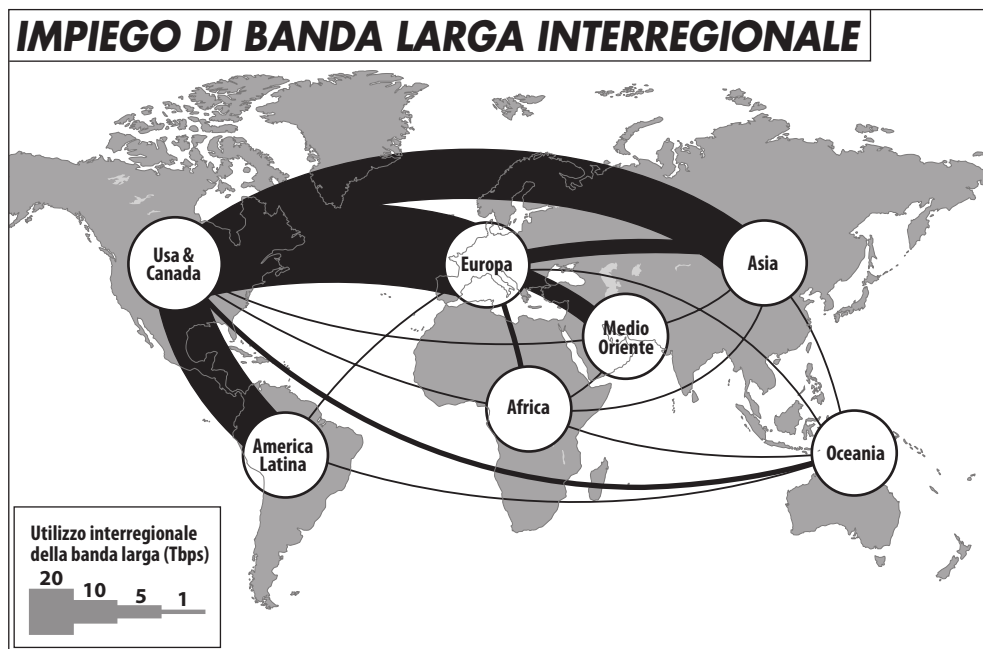 IMPIEGO DI BANDA LARGA INTERREGIONALE
Usa &
Canada
Europa
Asia
Medio
Oriente
Africa
America
Latina
Oceania
Utilizzo interregionale
della banda larga (Tbps)
20 10 5 1